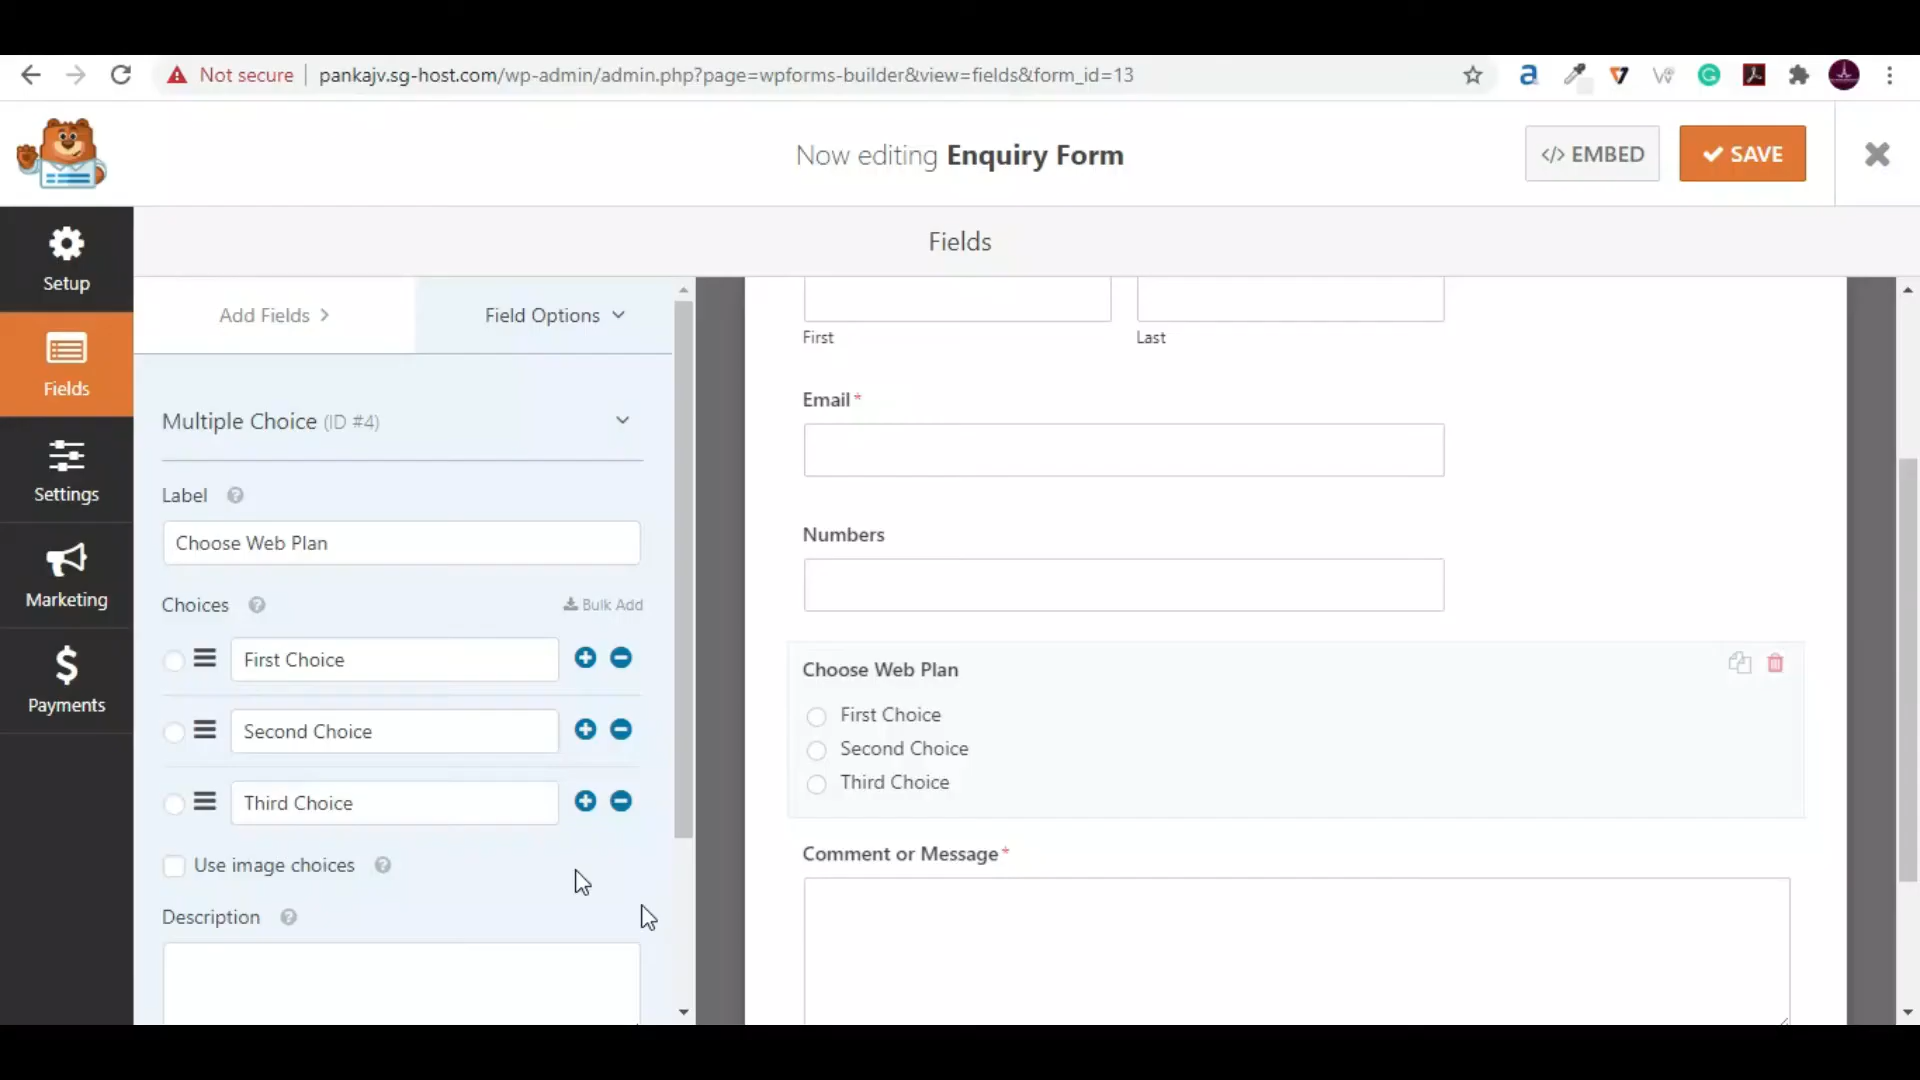 Not secure
pankajv.sg-host.com/wp-admin/admin.php?page=wpforms-builder&view=fields&form_id=13
Now editing Enquiry Form
</> EMBED
SAVE
Setup
Fields
Settings
Marketing
Payments
Fields
Add Fields
Field Options
Multiple Choice (ID #4)
Label
Choose Web Plan
Choices
Bulk Add
First Choice
Second Choice
Third Choice
Use image choices
Description
First
Last
Email *
Numbers
Choose Web Plan
First Choice
Second Choice
Third Choice
Comment or Message *